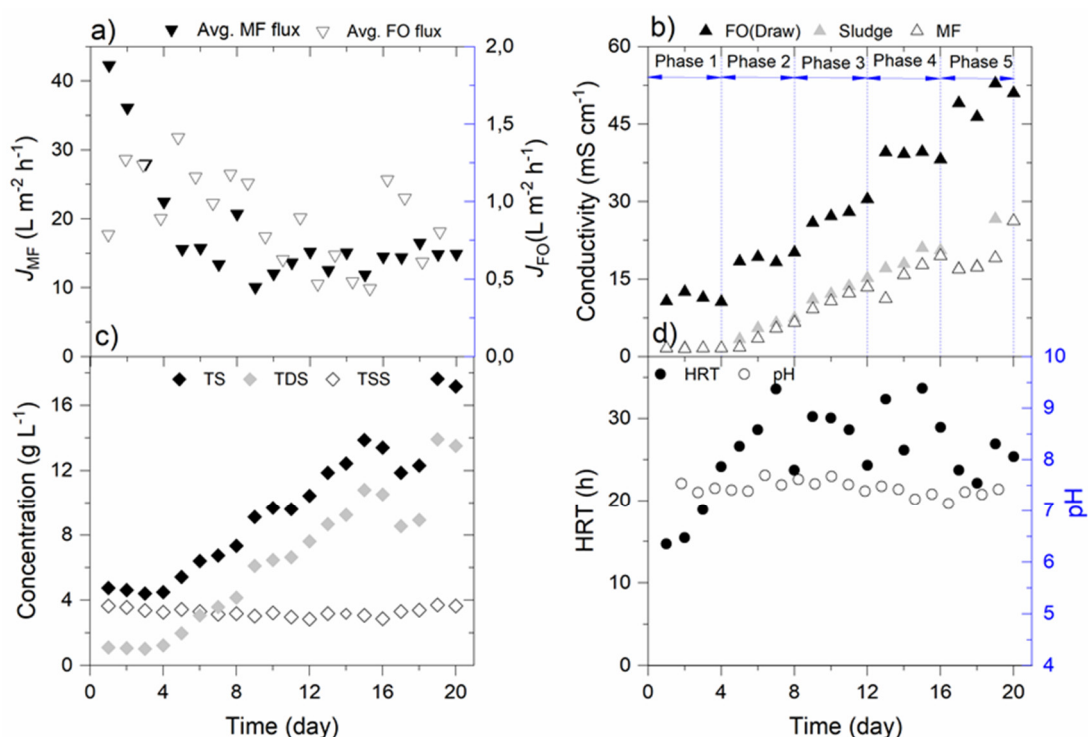 a)
Avg. MF flux Avg. FO flux
2,0
40
1,5
30
1,0
20
0,5
10
0
0,0
J_MF (L m⁻² h⁻¹)
J_FO(L m⁻² h⁻¹)
b)
FO(Draw) Sludge MF
60
Phase 1 Phase 2 Phase 3 Phase 4 Phase 5
45
30
15
0
Conductivity (mS cm⁻¹)
c)
TS TDS TSS
16
12
8
4
0
Concentration (g L⁻¹)
0 4 8 12 16 20
Time (day)
d)
HRT pH
10
30
9
8
20
7
10
6
5
0
4
HRT (h)
pH
0 4 8 12 16 20
Time (day)